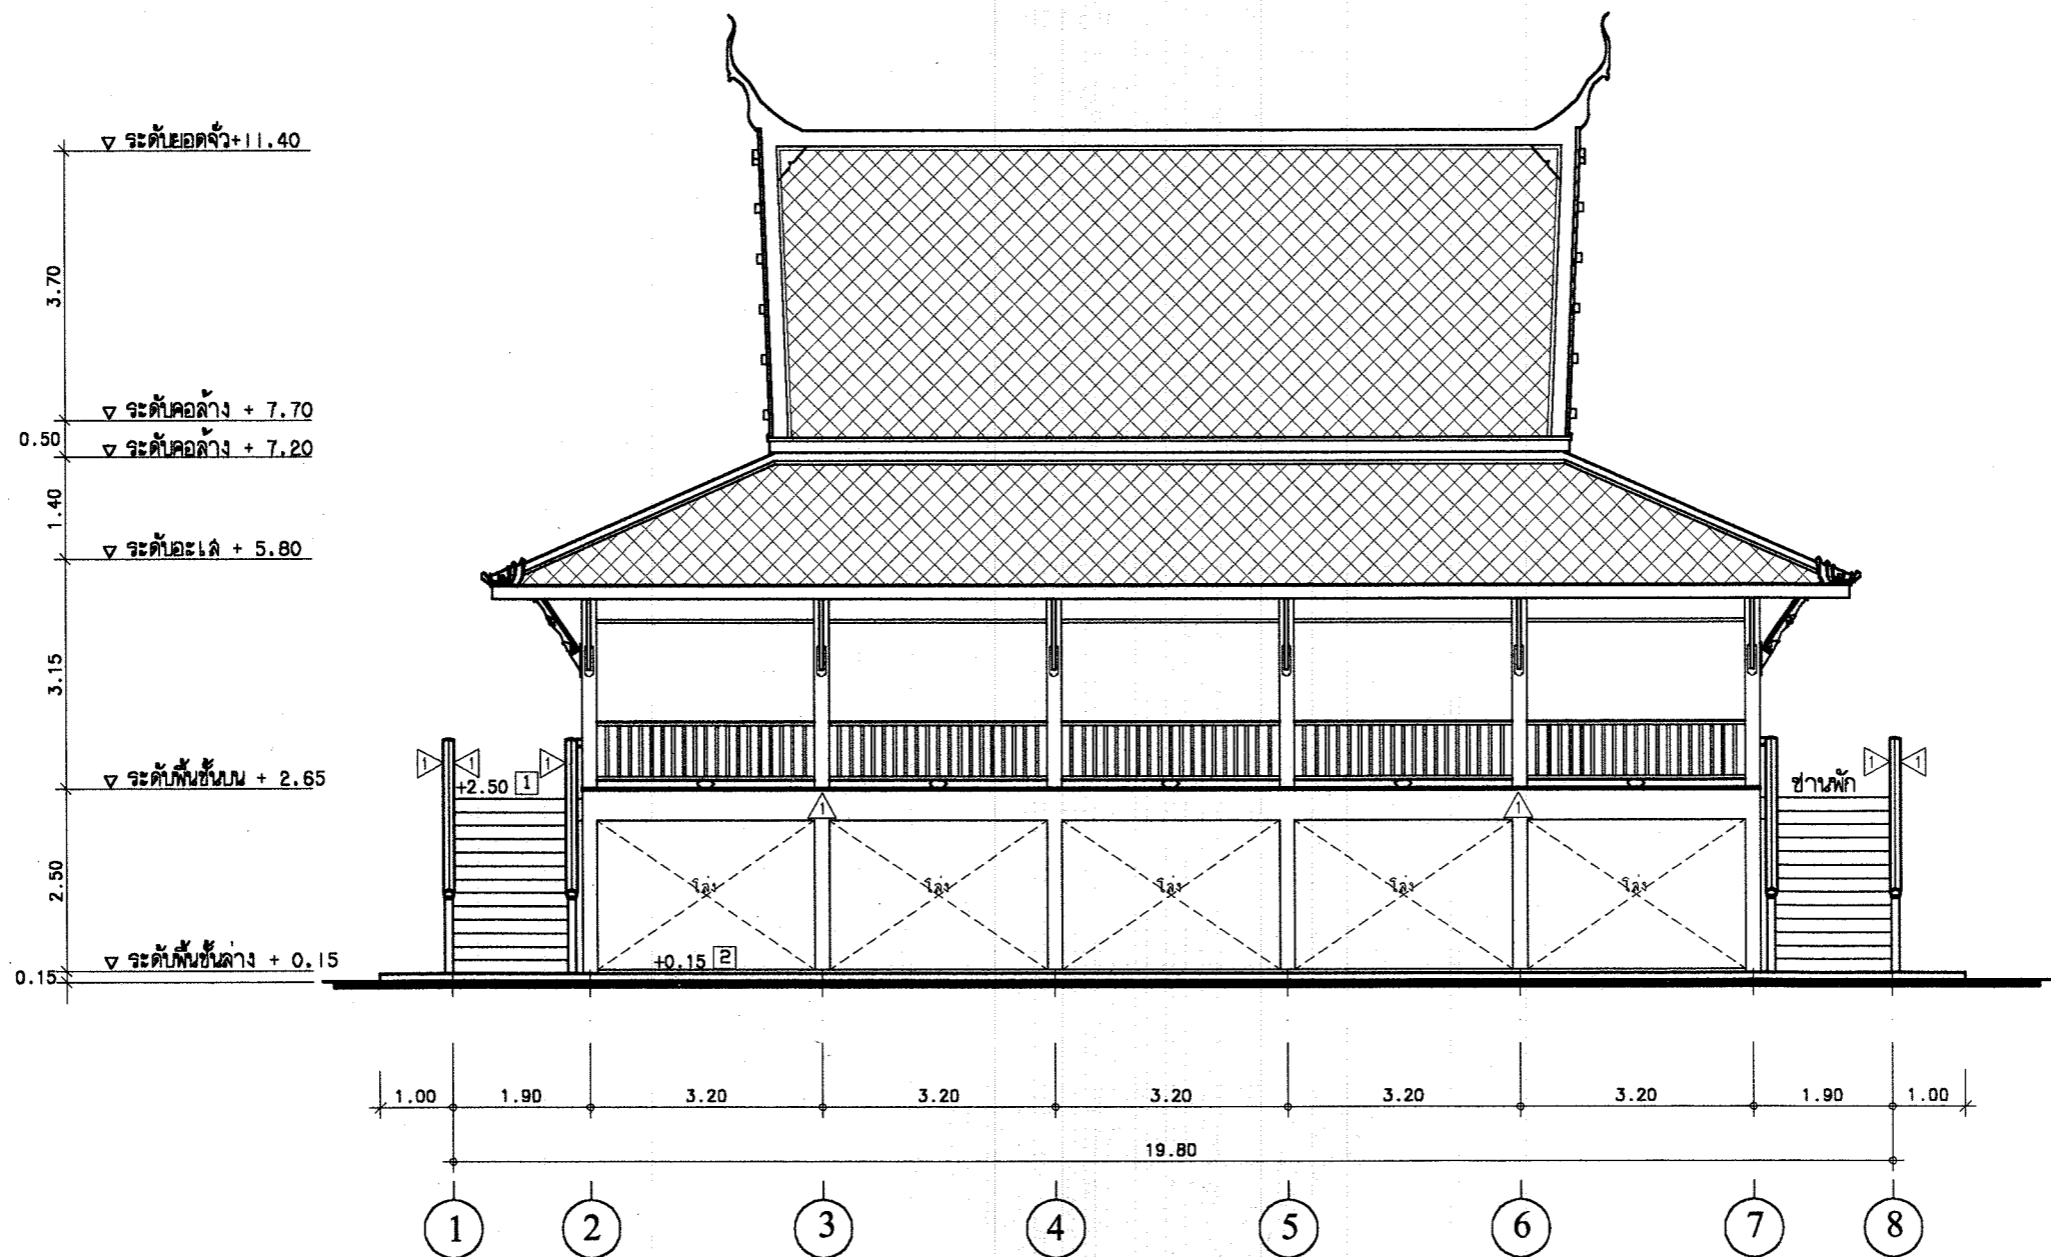 ▽ ระดับยอดจั่ว+11.40
3.70
▽ ระดับคอล้าง + 7.70
0.50
▽ ระดับคอล้าง + 7.20
1.40
▽ ระดับอะเส + 5.80
3.15
▽ ระดับพื้นชั้นบน + 2.65
2.50
▽ ระดับพื้นชั้นล่าง + 0.15
0.15
1 1 1 1 1
+2.50 1
ชานพัก
1 1
โล่ง โล่ง โล่ง โล่ง โล่ง
+0.15 2
1.00 1.90 3.20 3.20 3.20 3.20 3.20 1.90 1.00
19.80
1 2 3 4 5 6 7 8